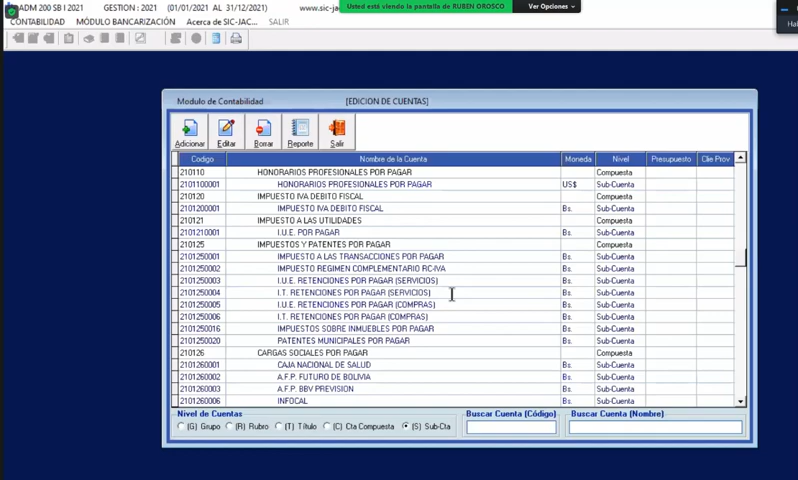 ADM 200 SB | 2021 GESTION : 2021 (01/01/2021 AL 31/12/2021)
Usted está viendo la pantalla de RUBEN OROSCO Ver Opciones
CONTABILIDAD MÓDULO BANCARIZACIÓN Acerca de SIC-JAC... SALIR
Modulo de Contabilidad [EDICION DE CUENTAS]
Adicionar Editar Borrar Reporte Salir
Codigo Nombre de la Cuenta Moneda Nivel Presupuesto Clie Prov
210110 HONORARIOS PROFESIONALES POR PAGAR Compuesta
2101100001 HONORARIOS PROFESIONALES POR PAGAR US$ Sub-Cuenta
210120 IMPUESTO IVA DEBITO FISCAL Compuesta
2101200001 IMPUESTO IVA DEBITO FISCAL Bs. Sub-Cuenta
210121 IMPUESTO A LAS UTILIDADES Compuesta
2101210001 I.U.E. POR PAGAR Bs. Sub-Cuenta
210125 IMPUESTOS Y PATENTES POR PAGAR Compuesta
2101250001 IMPUESTO A LAS TRANSACCIONES POR PAGAR Bs. Sub-Cuenta
2101250002 IMPUESTO REGIMEN COMPLEMENTARIO RC-IVA Bs. Sub-Cuenta
2101250003 I.U.E. RETENCIONES POR PAGAR (SERVICIOS) Bs. Sub-Cuenta
2101250004 I.T. RETENCIONES POR PAGAR (SERVICIOS) Bs. Sub-Cuenta
2101250005 I.U.E. RETENCIONES POR PAGAR (COMPRAS) Bs. Sub-Cuenta
2101250006 I.T. RETENCIONES POR PAGAR (COMPRAS) Bs. Sub-Cuenta
2101250016 IMPUESTOS SOBRE INMUEBLES POR PAGAR Bs. Sub-Cuenta
2101250020 PATENTES MUNICIPALES POR PAGAR Bs. Sub-Cuenta
210126 CARGAS SOCIALES POR PAGAR Compuesta
2101260001 CAJA NACIONAL DE SALUD Bs. Sub-Cuenta
2101260002 A.F.P. FUTURO DE BOLIVIA Bs. Sub-Cuenta
2101260003 A.F.P. BBV PREVISION Bs. Sub-Cuenta
2101260006 INFOCAL Bs. Sub-Cuenta
Nivel de Cuentas Buscar Cuenta (Código) Buscar Cuenta (Nombre)
(G) Grupo (R) Rubro (T) Título (C) Cta Compuesta (S) Sub-Cta